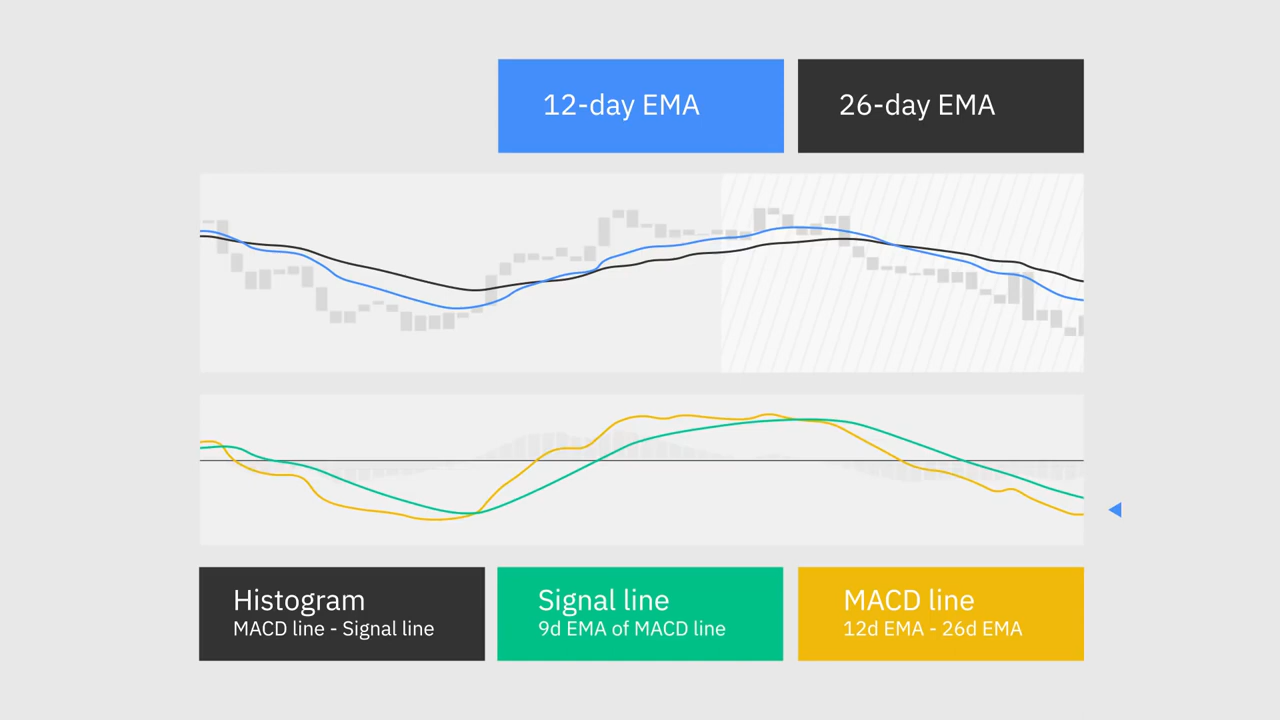 12-day EMA
26-day EMA
Histogram
MACD line - Signal line
Signal line
9d EMA of MACD line
MACD line
12d EMA - 26d EMA